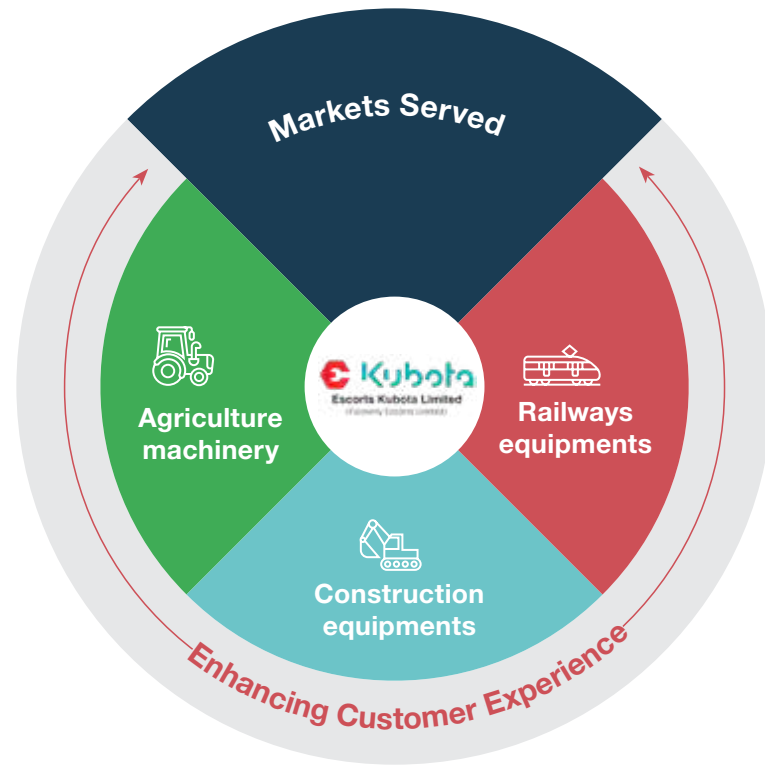 Markets Served
Agriculture
machinery
Kubota
Escorts Kubota Limited
(Formerly Escorts Limited)
Railways
equipments
Construction
equipments
Enhancing Customer Experience